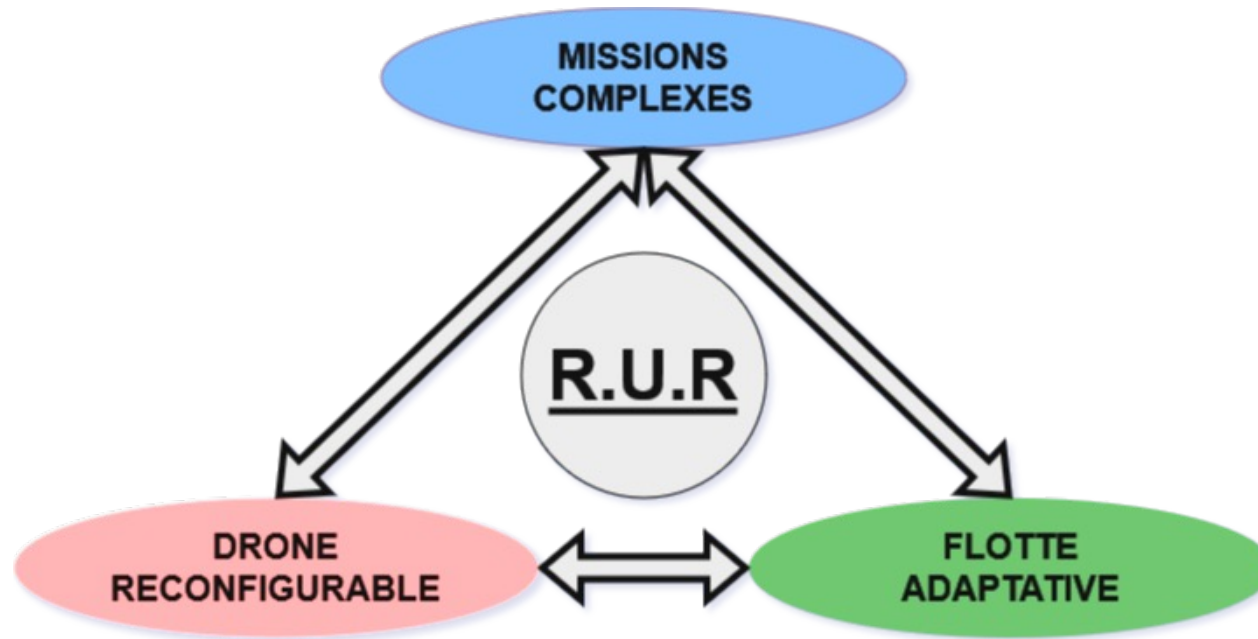 MISSIONS
COMPLEXES
R.U.R
DRONE
RECONFIGURABLE
FLOTTE
ADAPTATIVE